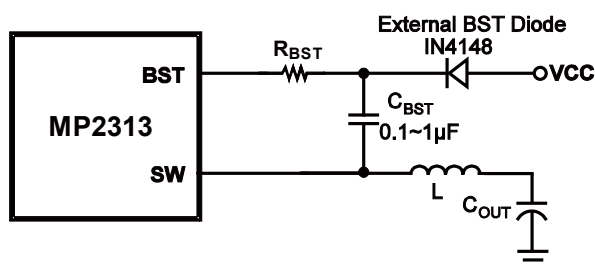 External BST Diode
IN4148
RBST
BST
VCC
CBST
0.1~1µF
MP2313
SW
L
COUT